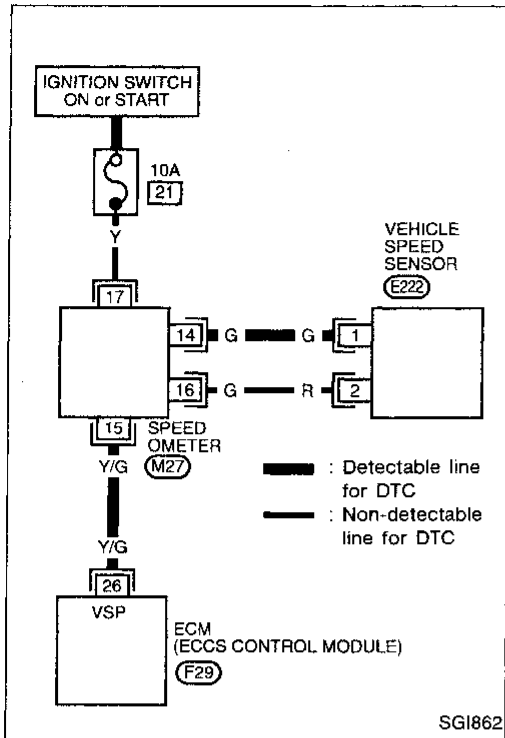 IGNITION SWITCH
ON or START
10A
21
Y
17
VEHICLE
SPEED
SENSOR
E222
14 G G 1
16 G R 2
15
SPEED
OMETER
M27
Y/G
: Detectable line
for DTC
: Non-detectable
line for DTC
Y/G
26
VSP
ECM
(ECCS CONTROL MODULE)
F29
SGI862